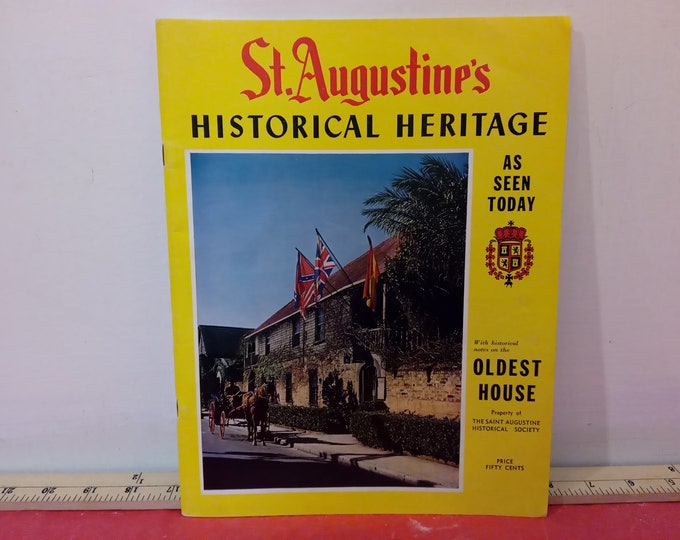 St. Augustine's
HISTORICAL HERITAGE
AS
SEEN
TODAY
With historical
notes on the
OLDEST
HOUSE
Property of
THE SAINT AUGUSTINE
HISTORICAL SOCIETY
PRICE
FIFTY CENTS